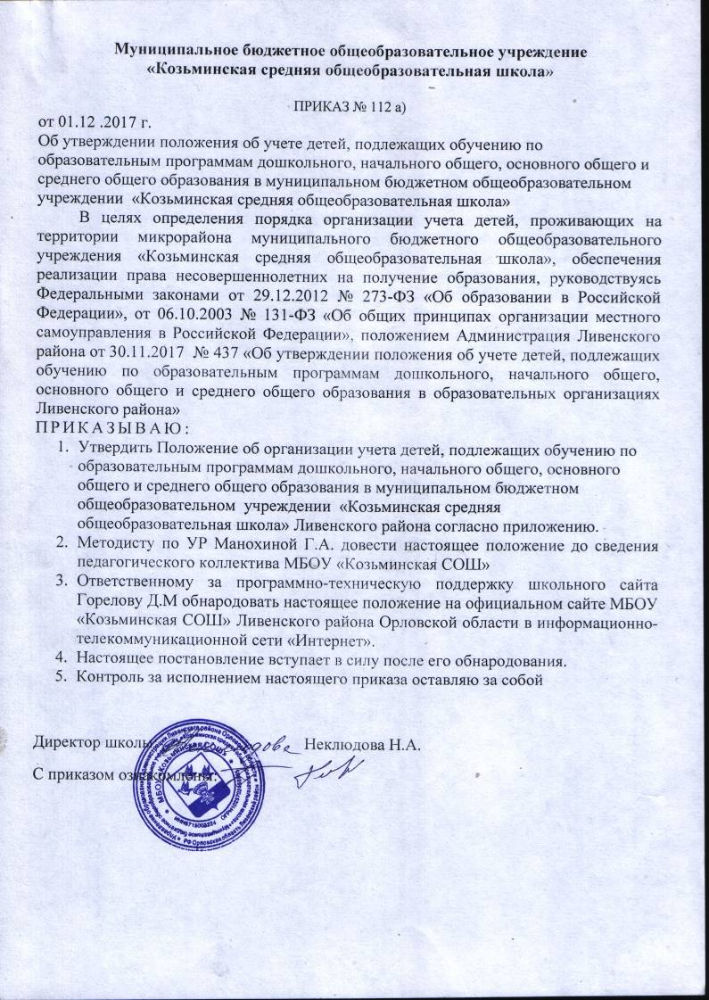 Муниципальное бюджетное общеобразовательное учреждение
«Козьминская средняя общеобразовательная школа»
ПРИКАЗ № 112 а)
от 01.12 .2017 г.
Об утверждении положения об учете детей, подлежащих обучению по
образовательным программам дошкольного, начального общего, основного общего и
среднего общего образования в муниципальном бюджетном общеобразовательном
учреждении «Козьминская средняя общеобразовательная школа»
В целях определения порядка организации учета детей, проживающих на
территории микрорайона муниципального бюджетного общеобразовательного
учреждения «Козьминская средняя общеобразовательная школа», обеспечения
реализации права несовершеннолетних на получение образования, руководствуясь
Федеральными законами от 29.12.2012 № 273-ФЗ «Об образовании в Российской
Федерации», от 06.10.2003 № 131-ФЗ «Об общих принципах организации местного
самоуправления в Российской Федерации», положением Администрация Ливенского
района от 30.11.2017 № 437 «Об утверждении положения об учете детей, подлежащих
обучению по образовательным программам дошкольного, начального общего,
основного общего и среднего общего образования в образовательных организациях
Ливенского района»
ПРИКАЗЫВАЮ:
1. Утвердить Положение об организации учета детей, подлежащих обучению по
образовательным программам дошкольного, начального общего, основного
общего и среднего общего образования в муниципальном бюджетном
общеобразовательном учреждении «Козьминская средняя
общеобразовательная школа» Ливенского района согласно приложению.
2. Методисту по УР Манохиной Г.А. довести настоящее положение до сведения
педагогического коллектива МБОУ «Козьминская СОШ»
3. Ответственному за программно-техническую поддержку школьного сайта
Горелову Д.М обнародовать настоящее положение на официальном сайте МБОУ
«Козьминская СОШ» Ливенского района Орловской области в информационно-
телекоммуникационной сети «Интернет».
4. Настоящее постановление вступает в силу после его обнародования.
5. Контроль за исполнением настоящего приказа оставляю за собой
Директор школы Неклюдова Н.А.
С приказом ознакомлены:
МБОУ «Козьминская СОШ»